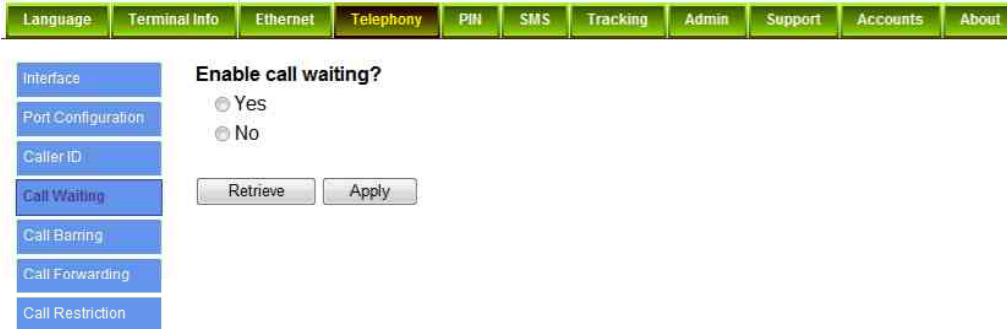 Language Terminal Info Ethernet Telephony PIN SMS Tracking Admin Support Accounts About
Interface
Port Configuration
Caller ID
Call Waiting
Call Barring
Call Forwarding
Call Restriction
Enable call waiting?
Yes
No
Retrieve Apply